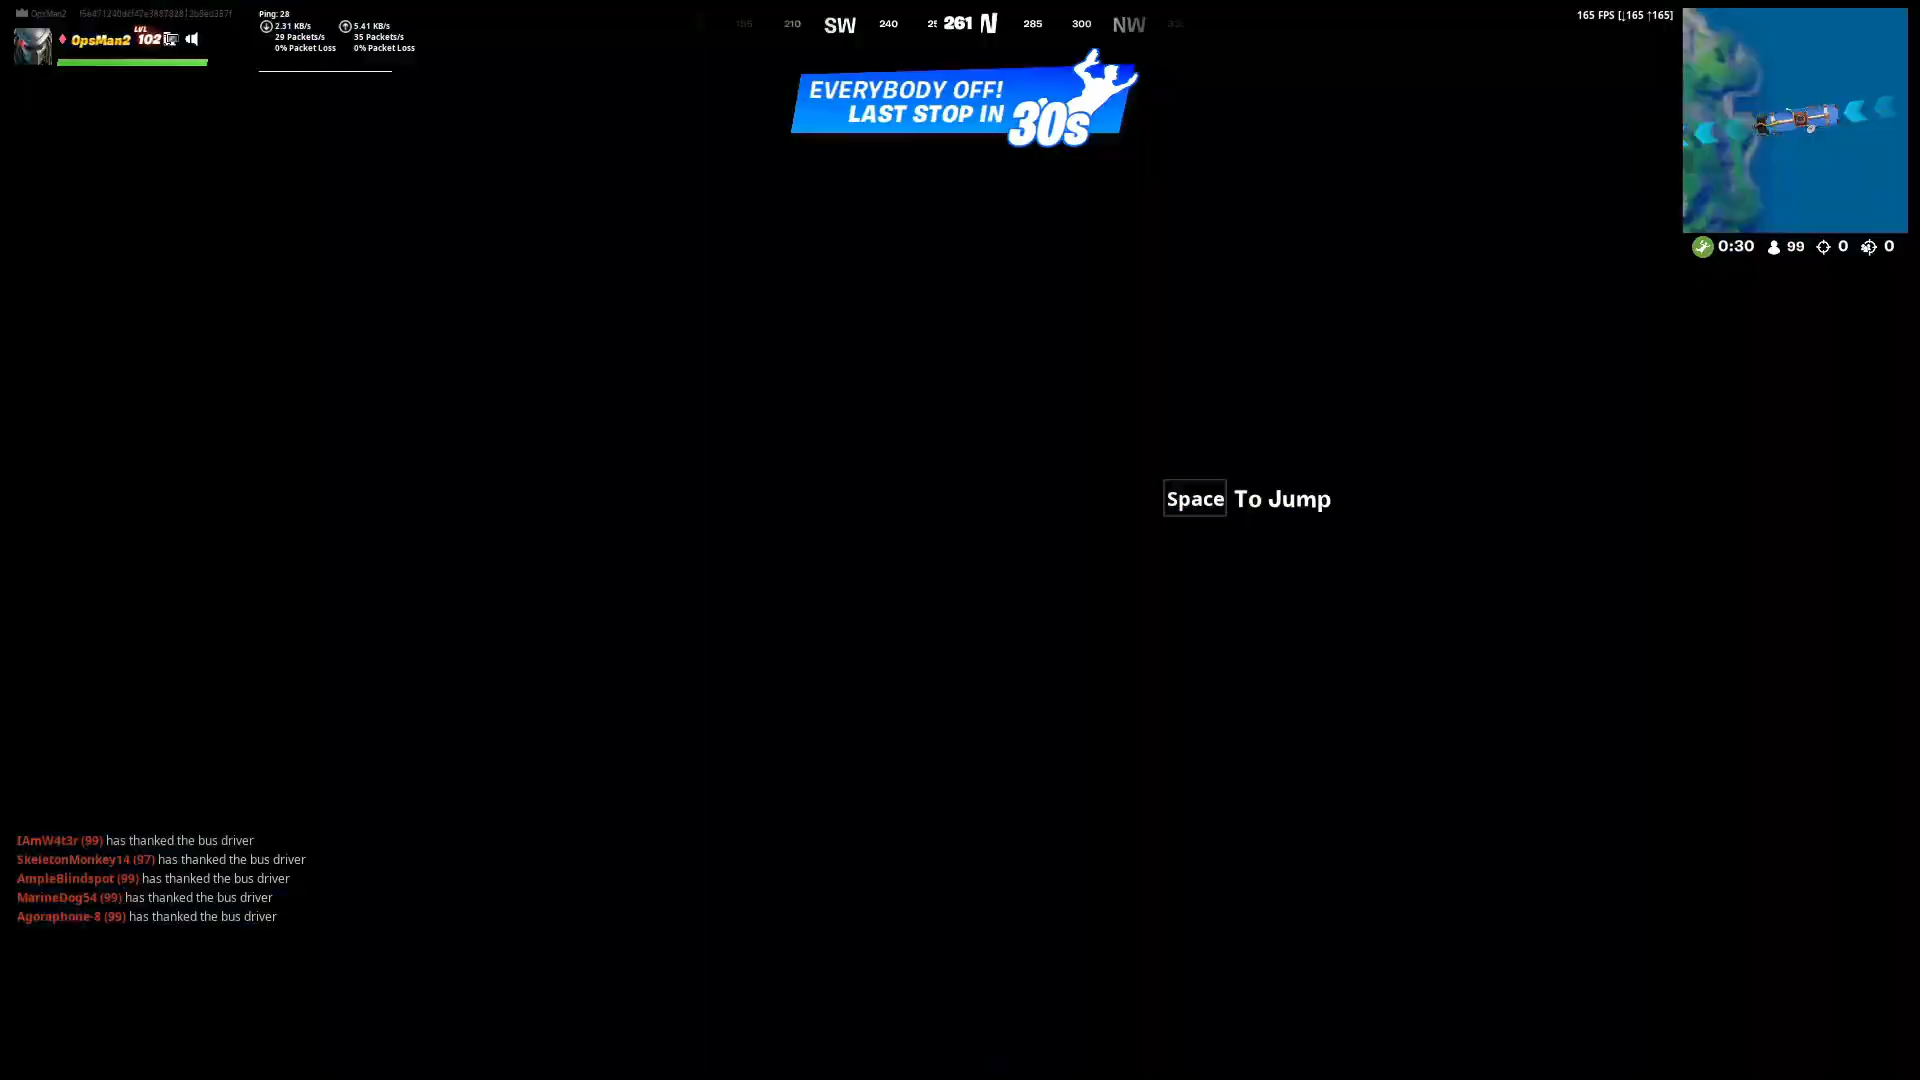 OpsMan2
Ping: 28
2.31 KB/s 5.41 KB/s
29 Packets/s 35 Packets/s
0% Packet Loss 0% Packet Loss
OpsMan2 LVL 102
195 210 SW 240 261 285 300 NW
165 FPS [↓165 ↑165]
EVERYBODY OFF!
LAST STOP IN 30s
0:30 99 0 0
Space To Jump
IAmW4t3r (99) has thanked the bus driver
SkeletonMonkey14 (97) has thanked the bus driver
AmpleBlindspot (99) has thanked the bus driver
MarineDog54 (99) has thanked the bus driver
Agoraphone-8 (99) has thanked the bus driver